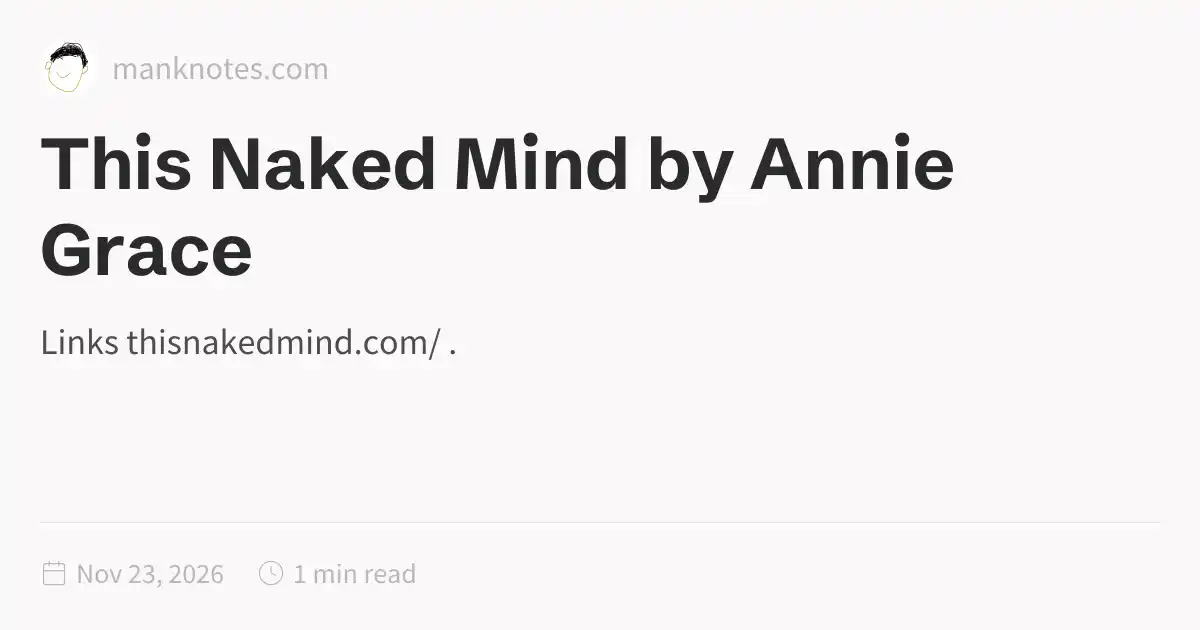 manknotes.com
This Naked Mind by Annie
Grace
Links thisnakedmind.com/ .
Nov 23, 2026 1 min read